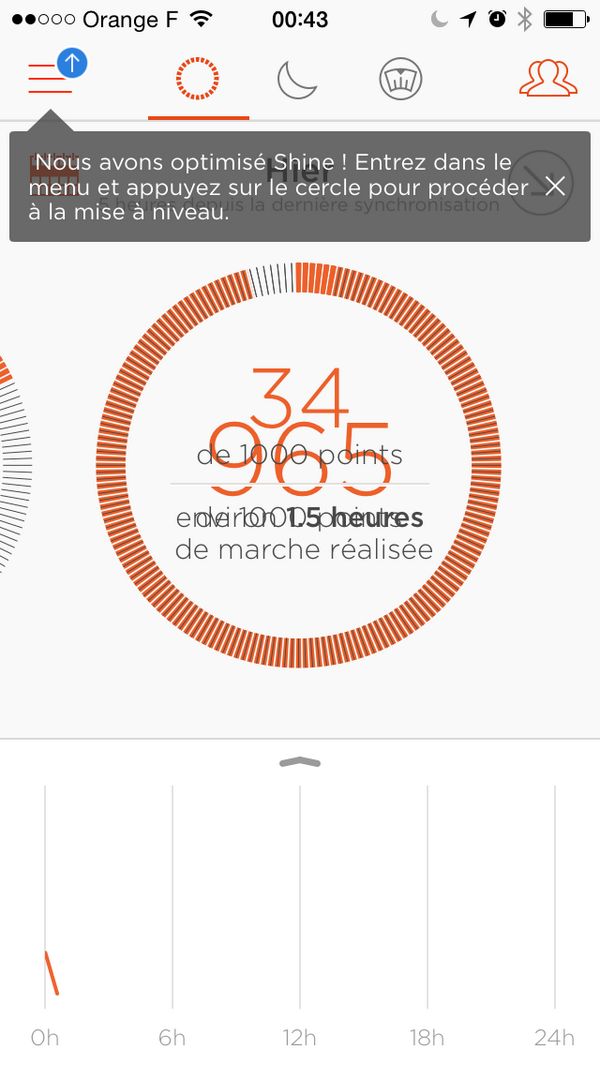 Orange F 00:43
Nous avons optimisé Shine ! Entrez dans le
menu et appuyez sur le cercle pour procéder
à la mise à niveau.
Hier
5 heures depuis la dernière synchronisation
34
965
de 1000 points
environ 1.5 heures
de 1000 points
de marche réalisée
0h 6h 12h 18h 24h